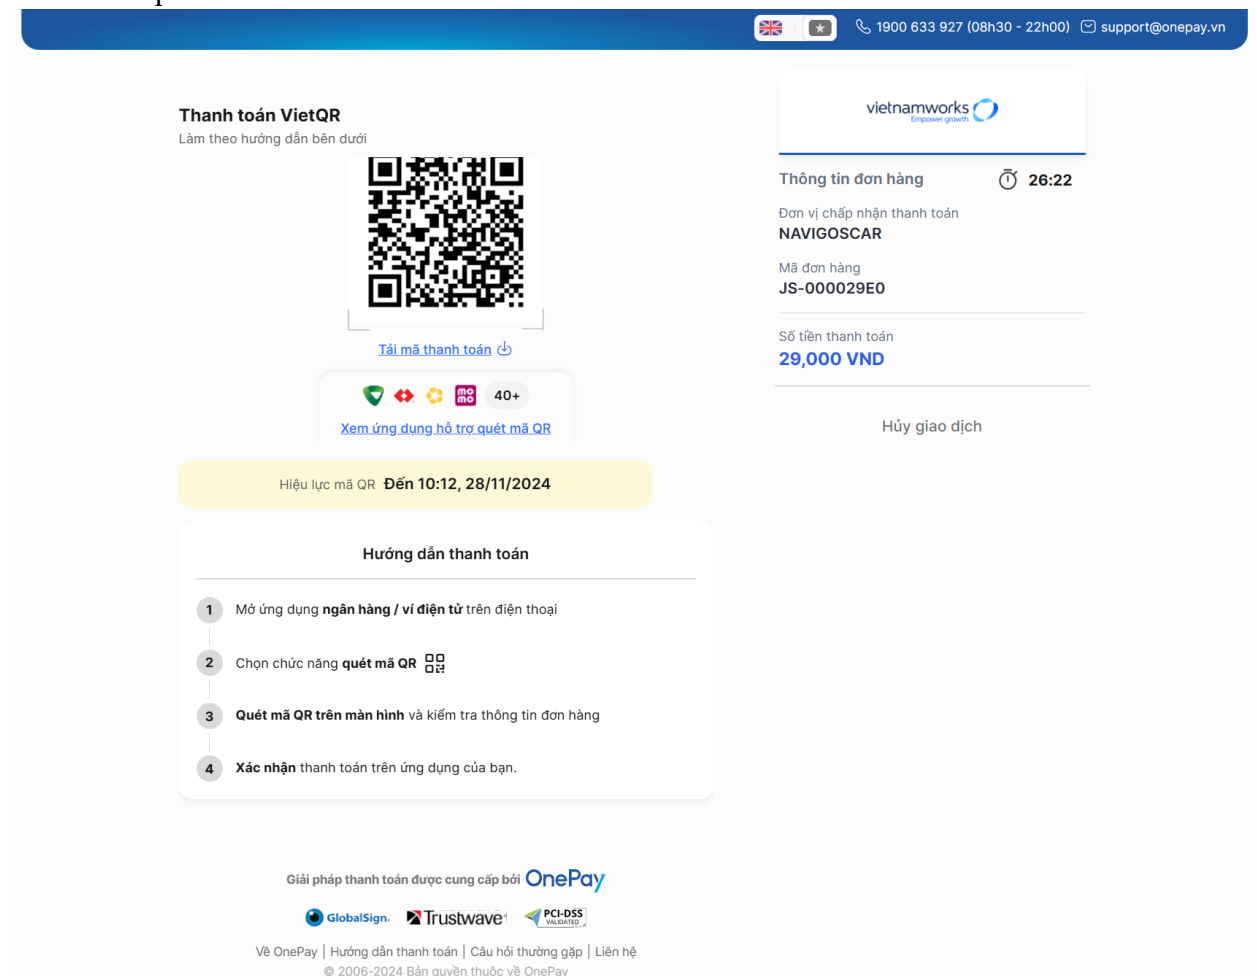 1900 633 927 (08h30 - 22h00) support@onepay.vn
Thanh toán VietQR
Làm theo hướng dẫn bên dưới
Tải mã thanh toán
mo
mo
40+
Xem ứng dụng hỗ trợ quét mã QR
Hiệu lực mã QR Đến 10:12, 28/11/2024
Hướng dẫn thanh toán
1 Mở ứng dụng ngân hàng / ví điện tử trên điện thoại
2 Chọn chức năng quét mã QR
3 Quét mã QR trên màn hình và kiểm tra thông tin đơn hàng
4 Xác nhận thanh toán trên ứng dụng của bạn.
vietnamworks
Empower growth
Thông tin đơn hàng 26:22
Đơn vị chấp nhận thanh toán
NAVIGOSCAR
Mã đơn hàng
JS-000029E0
Số tiền thanh toán
29,000 VND
Hủy giao dịch
Giải pháp thanh toán được cung cấp bởi OnePay
GlobalSign. Trustwave PCI-DSS
VALIDATED
Về OnePay | Hướng dẫn thanh toán | Câu hỏi thường gặp | Liên hệ
© 2006-2024 Bản quyền thuộc về OnePay